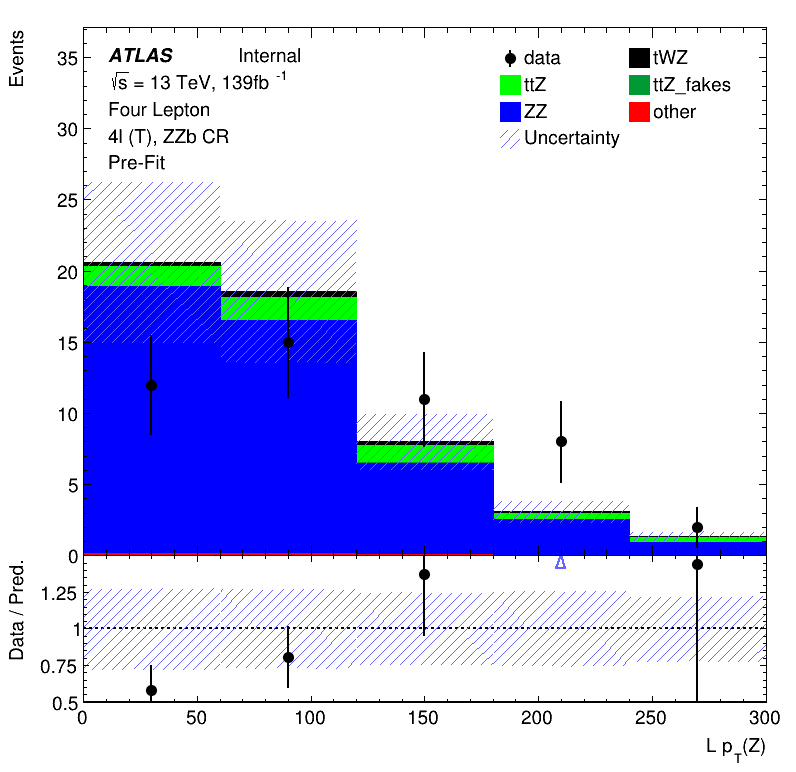 Events
35
30
25
20
15
10
5
0
ATLAS Internal
√s = 13 TeV, 139fb -1
Four Lepton
4l (T), ZZb CR
Pre-Fit
data
tWZ
ttZ
ttZ_fakes
ZZ
other
Uncertainty
Data / Pred.
1.25
1
0.75
0.5
0 50 100 150 200 250 300
L pT(Z)